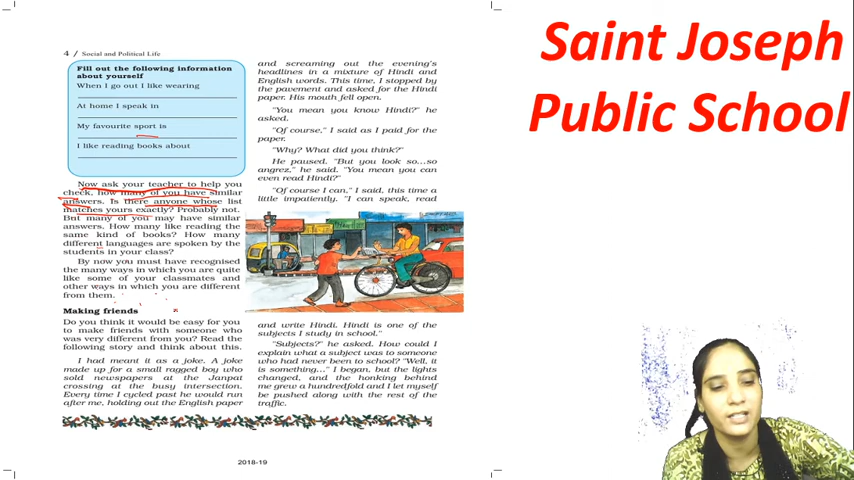 4 / Social and Political Life
Fill out the following information
about yourself
When I go out I like wearing
At home I speak in
My favourite sport is
I like reading books about
Now ask your teacher to help you
check, how many of you have similar
answers. Is there anyone whose list
matches yours exactly? Probably not.
But many of you may have similar
answers. How many like reading the
same kind of books? How many
different languages are spoken by the
students in your class?
By now you must have recognised
the many ways in which you are quite
like some of your classmates and
other ways in which you are different
from them.
Making friends
Do you think it would be easy for you
to make friends with someone who
was very different from you? Read the
following story and think about this.
I had meant it as a joke. A joke
made up for a small ragged boy who
sold newspapers at the Janpat
crossing at the busy intersection.
Every time I cycled past he would run
after me, holding out the English paper
and screaming out the evening's
headlines in a mixture of Hindi and
English words. This time, I stopped by
the pavement and asked for the Hindi
paper. His mouth fell open.
"You mean you know Hindi?" he
asked.
"Of course," I said as I paid for the
paper.
"Why? What did you think?"
He paused. "But you look so...so
angrez," he said. "You mean you can
even read Hindi?"
"Of course I can," I said, this time a
little impatiently. "I can speak, read
and write Hindi. Hindi is one of the
subjects I study in school."
"Subjects?" he asked. How could I
explain what a subject was to someone
who had never been to school? "Well, it
is something..." I began, but the lights
changed, and the honking behind
me grew a hundredfold and I let myself
be pushed along with the rest of the
traffic.
2018-19
Saint Joseph
Public School